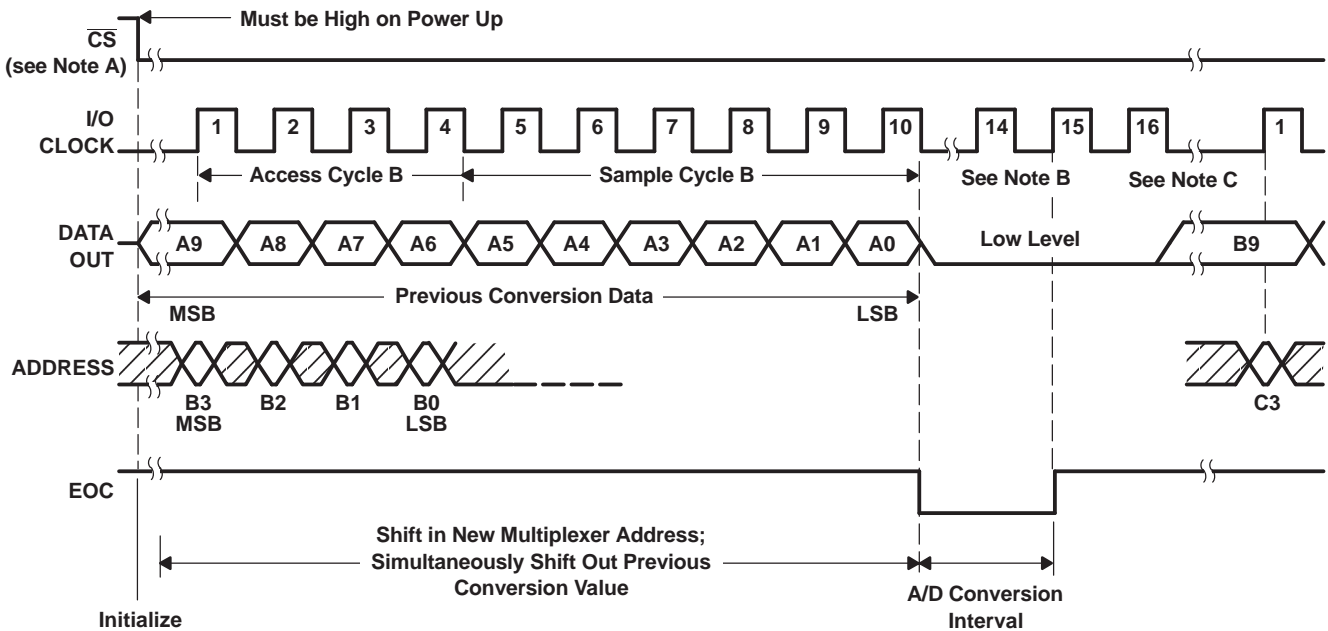 Must be High on Power Up
CS
(see Note A)
I/O
CLOCK
1 2 3 4 5 6 7 8 9 10 14 15 16 1
Access Cycle B
Sample Cycle B
See Note B
See Note C
DATA
OUT
A9 A8 A7 A6 A5 A4 A3 A2 A1 A0
Low Level
B9
Previous Conversion Data
MSB
LSB
ADDRESS
B3 B2 B1 B0
MSB
LSB
C3
EOC
Shift in New Multiplexer Address;
Simultaneously Shift Out Previous
Conversion Value
A/D Conversion
Interval
Initialize